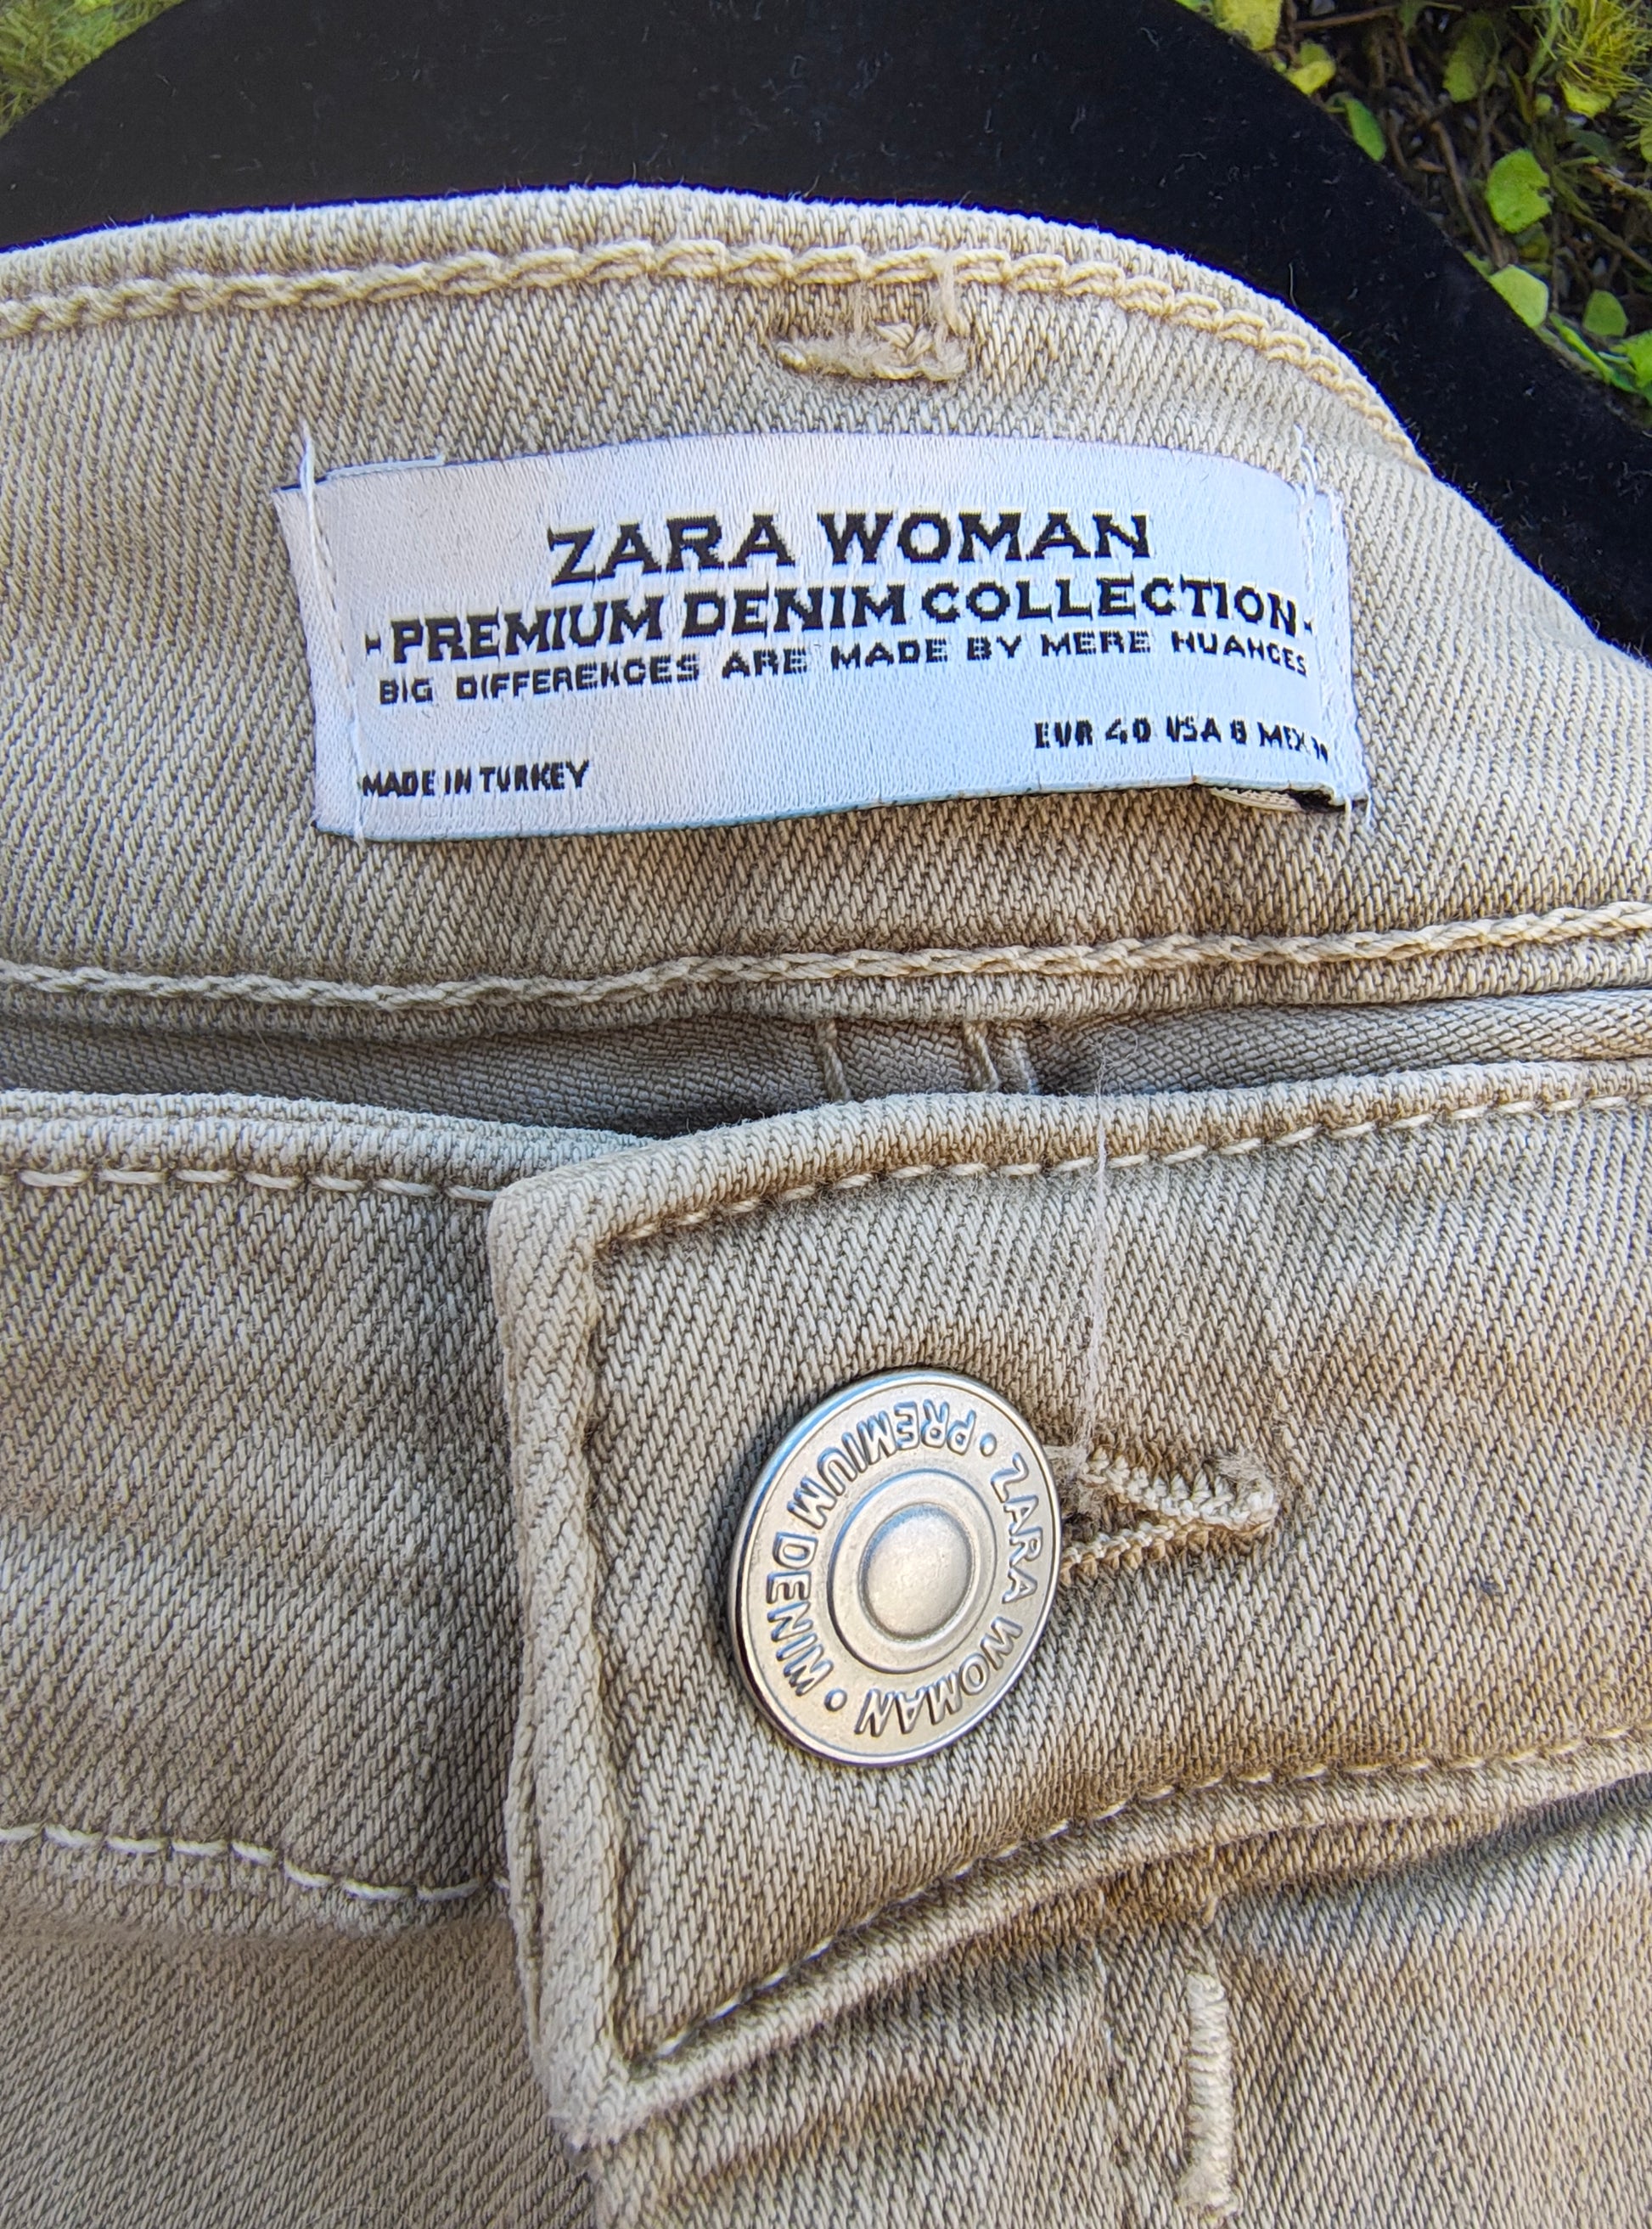 ZARA WOMAN
-PREMIUM DENIM COLLECTION-
BIG DIFFERENCES ARE MADE BY MERE NUANCES
EUR 40 USA 8 MEX
MADE IN TURKEY
ZARA WOMAN • PREMIUM DENIM •